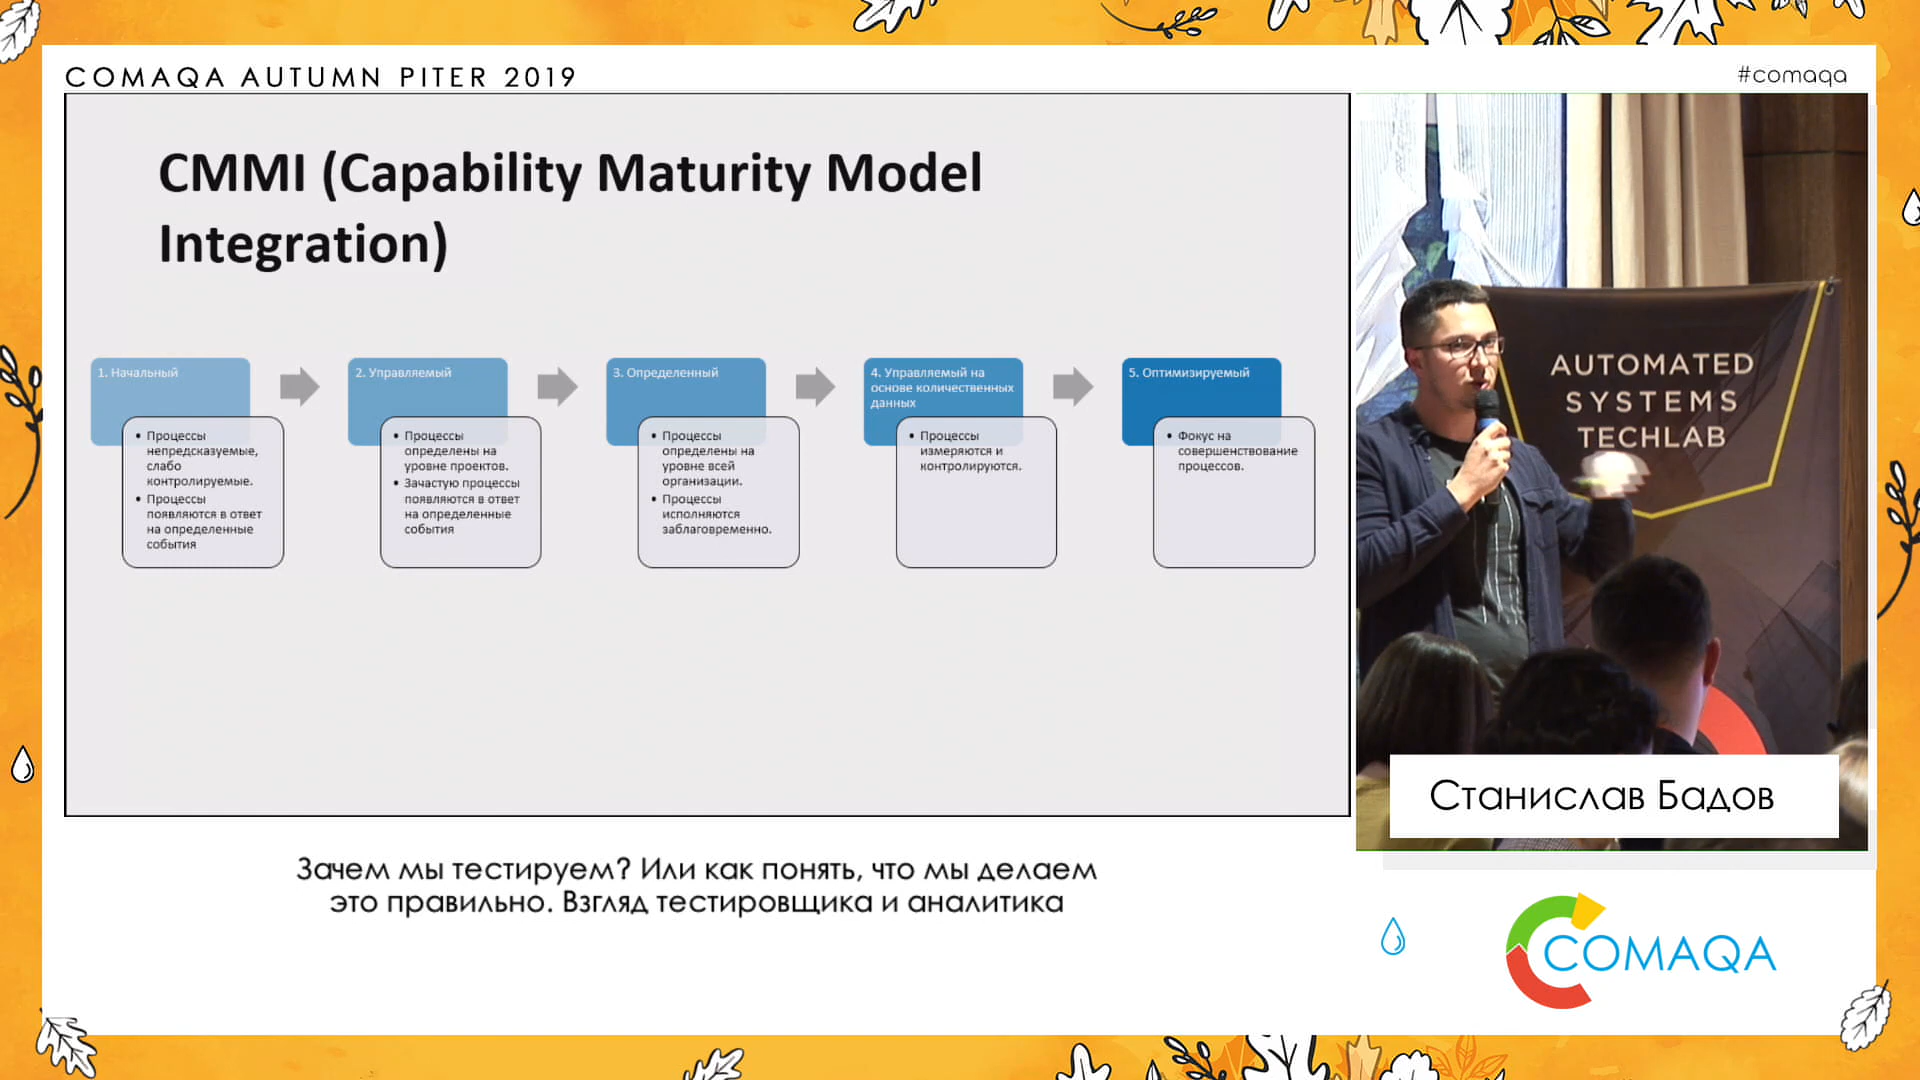 COMAQA AUTUMN PITER 2019
#comaqa
CMMI (Capability Maturity Model
Integration)
1. Начальный
• Процессы
непредсказуемые,
слабо
контролируемые.
• Процессы
появляются в ответ
на определенные
события
2. Управляемый
• Процессы
определены на
уровне проектов.
• Зачастую процессы
появляются в ответ
на определенные
события
3. Определенный
• Процессы
определены на
уровне всей
организации.
• Процессы
исполняются
заблаговременно.
4. Управляемый на
основе количественных
данных
• Процессы
измеряются и
контролируются.
5. Оптимизируемый
• Фокус на
совершенствование
процессов.
AUTOMATED
SYSTEMS
TECHLAB
Станислав Бадов
Зачем мы тестируем? Или как понять, что мы делаем
это правильно. Взгляд тестировщика и аналитика
COMAQA